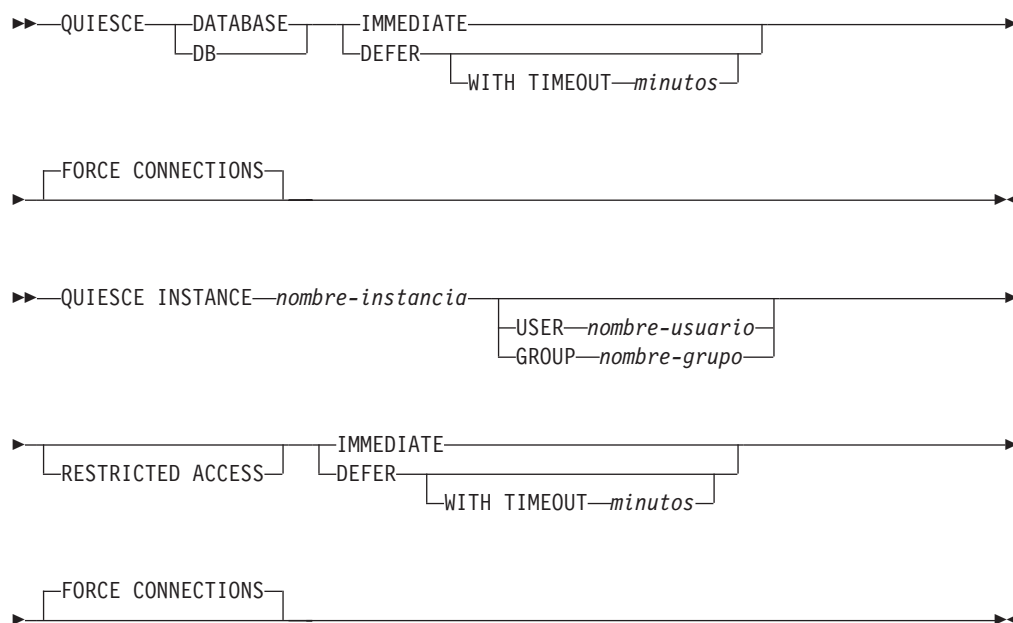 QUIESCE DATABASE IMMEDIATE
DB DEFER
WITH TIMEOUT minutos
FORCE CONNECTIONS
QUIESCE INSTANCE nombre-instancia
USER nombre-usuario
GROUP nombre-grupo
RESTRICTED ACCESS IMMEDIATE
DEFER
WITH TIMEOUT minutos
FORCE CONNECTIONS